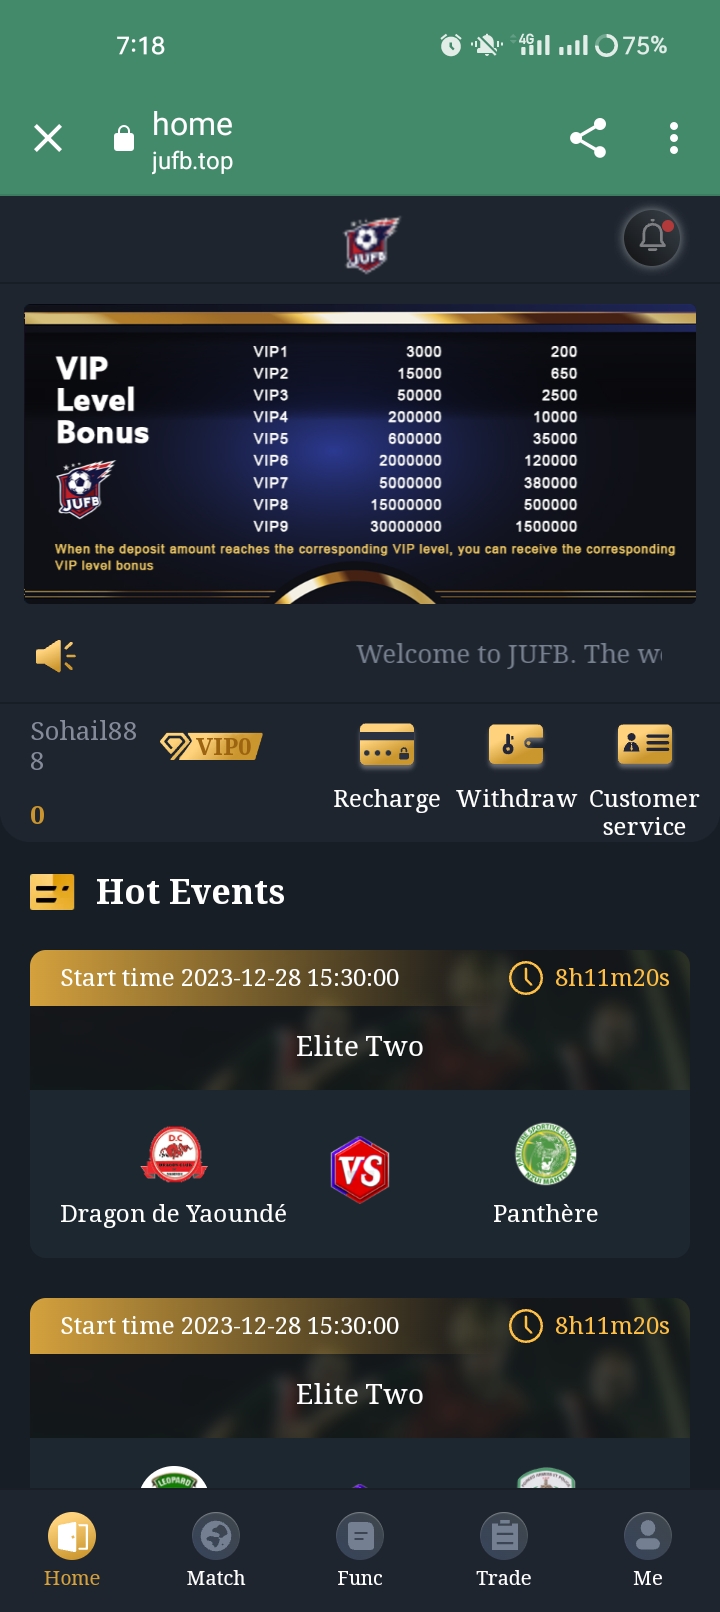 7:18
4G
75%
home
jufb.top
JUFB
VIP
Level
Bonus
JUFB
VIP1 3000 200
VIP2 15000 650
VIP3 50000 2500
VIP4 200000 10000
VIP5 600000 35000
VIP6 2000000 120000
VIP7 5000000 380000
VIP8 15000000 500000
VIP9 30000000 1500000
When the deposit amount reaches the corresponding VIP level, you can receive the corresponding
VIP level bonus
Welcome to JUFB. The
Sohail88
8
VIP0
0
Recharge
Withdraw
Customer
service
Hot Events
Start time 2023-12-28 15:30:00 8h11m20s
Elite Two
D.C
VS
Dragon de Yaoundé Panthère
Start time 2023-12-28 15:30:00 8h11m20s
Elite Two
LEOPARD
Home Match Func Trade Me